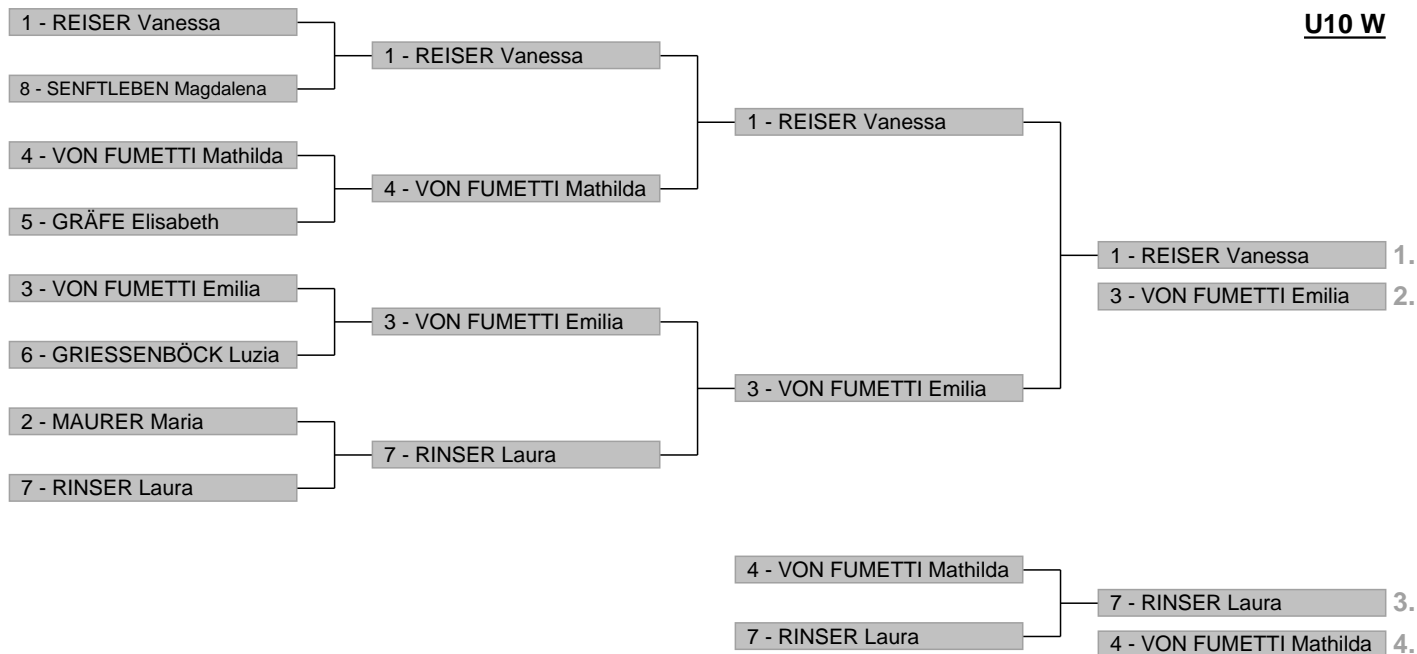 U10 W
1 - REISER Vanessa
8 - SENFTLEBEN Magdalena
4 - VON FUMETTI Mathilda
5 - GRÄFE Elisabeth
3 - VON FUMETTI Emilia
6 - GRIESSENBÖCK Luzia
2 - MAURER Maria
7 - RINSER Laura
1 - REISER Vanessa
4 - VON FUMETTI Mathilda
3 - VON FUMETTI Emilia
7 - RINSER Laura
1 - REISER Vanessa
3 - VON FUMETTI Emilia
1 - REISER Vanessa 1.
3 - VON FUMETTI Emilia 2.
4 - VON FUMETTI Mathilda
7 - RINSER Laura
7 - RINSER Laura 3.
4 - VON FUMETTI Mathilda 4.